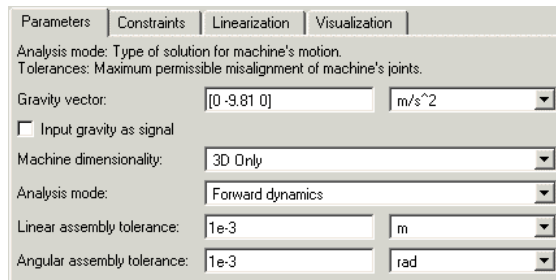 Parameters Constraints Linearization Visualization
Analysis mode: Type of solution for machine's motion.
Tolerances: Maximum permissible misalignment of machine's joints.
Gravity vector: [0 -9.81 0] m/s^2
Input gravity as signal
Machine dimensionality: 3D Only
Analysis mode: Forward dynamics
Linear assembly tolerance: 1e-3 m
Angular assembly tolerance: 1e-3 rad